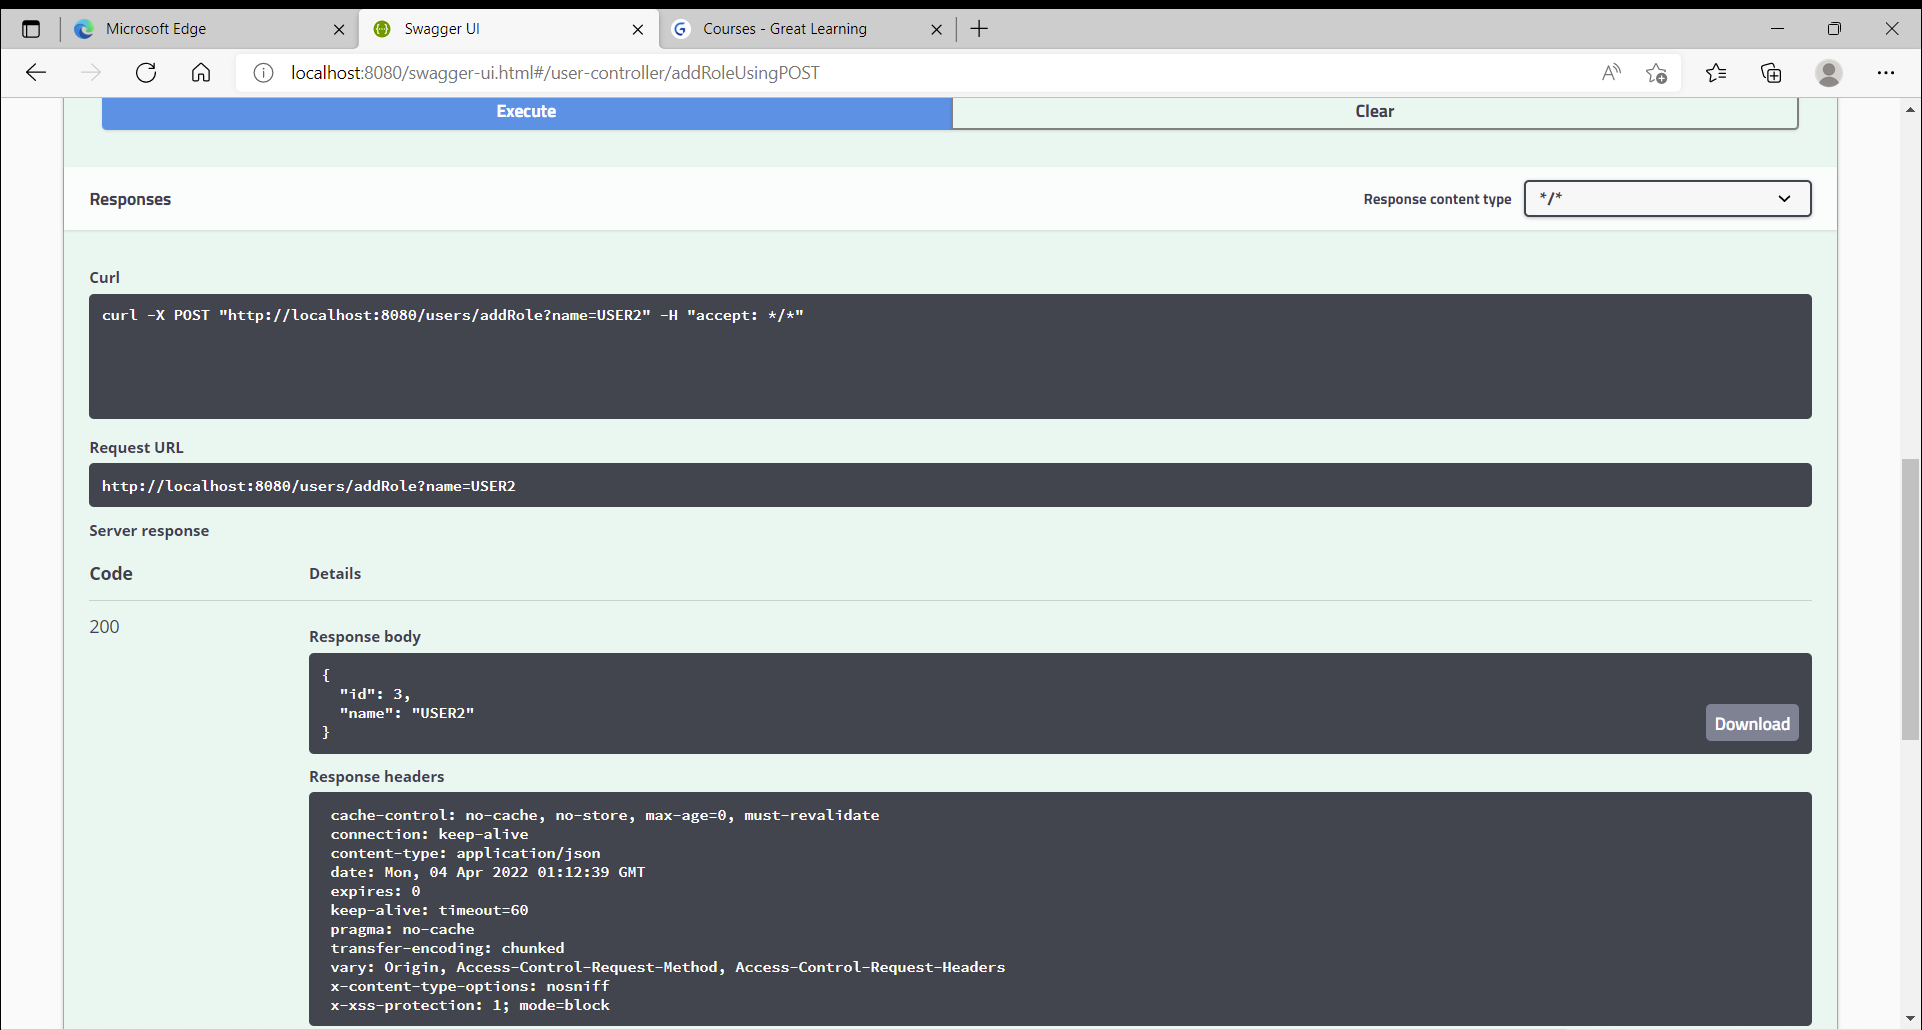 Microsoft Edge
Swagger UI
Courses - Great Learning
localhost:8080/swagger-ui.html#/user-controller/addRoleUsingPOST
Execute
Clear
Responses
Response content type
*/*
Curl
curl -X POST "http://localhost:8080/users/addRole?name=USER2" -H "accept: */*"
Request URL
http://localhost:8080/users/addRole?name=USER2
Server response
Code
Details
200
Response body
{
  "id": 3,
  "name": "USER2"
}
Download
Response headers
cache-control: no-cache, no-store, max-age=0, must-revalidate
connection: keep-alive
content-type: application/json
date: Mon, 04 Apr 2022 01:12:39 GMT
expires: 0
keep-alive: timeout=60
pragma: no-cache
transfer-encoding: chunked
vary: Origin, Access-Control-Request-Method, Access-Control-Request-Headers
x-content-type-options: nosniff
x-xss-protection: 1; mode=block